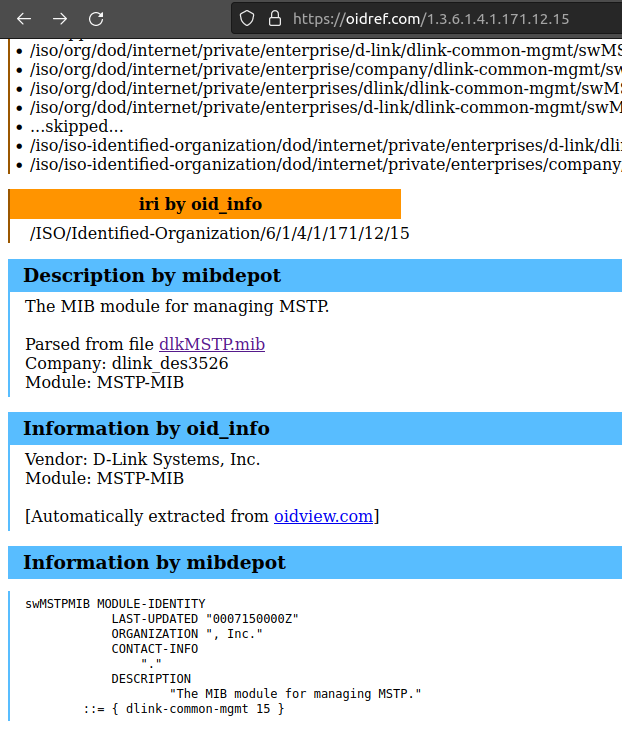 https://oidref.com/1.3.6.1.4.1.171.12.15
/iso/org/dod/internet/private/enterprise/d-link/dlink-common-mgmt/swMS
/iso/org/dod/internet/private/enterprise/company/dlink-common-mgmt/sw
/iso/org/dod/internet/private/enterprises/dlink/dlink-common-mgmt/swM
/iso/org/dod/internet/private/enterprises/d-link/dlink-common-mgmt/swM
...skipped...
/iso/iso-identified-organization/dod/internet/private/enterprises/d-link/dli
/iso/iso-identified-organization/dod/internet/private/enterprises/company,
iri by oid_info
/ISO/Identified-Organization/6/1/4/1/171/12/15
Description by mibdepot
The MIB module for managing MSTP.
Parsed from file dlkMSTP.mib
Company: dlink_des3526
Module: MSTP-MIB
Information by oid_info
Vendor: D-Link Systems, Inc.
Module: MSTP-MIB
[Automatically extracted from oidview.com]
Information by mibdepot
swMSTPMIB MODULE-IDENTITY
LAST-UPDATED "0007150000Z"
ORGANIZATION ", Inc."
CONTACT-INFO
"."
DESCRIPTION
"The MIB module for managing MSTP."
::= { dlink-common-mgmt 15 }